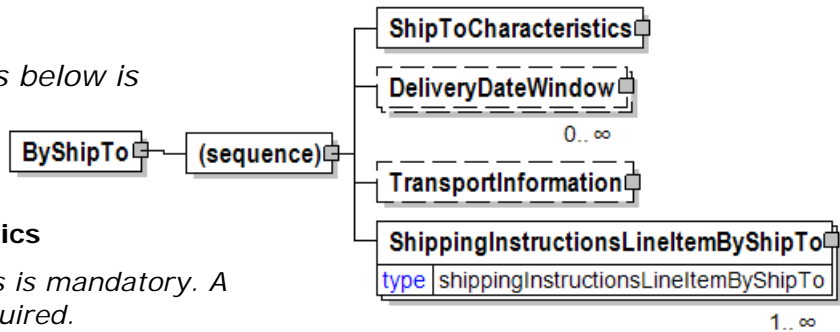 ShipToCharacteristics
s below is
DeliveryDateWindow
0.. ∞
ByShipTo
(sequence)
TransportInformation
ics
ShippingInstructionsLineItemByShipTo
s is mandatory. A
type shippingInstructionsLineItemByShipTo
uired.
1.. ∞